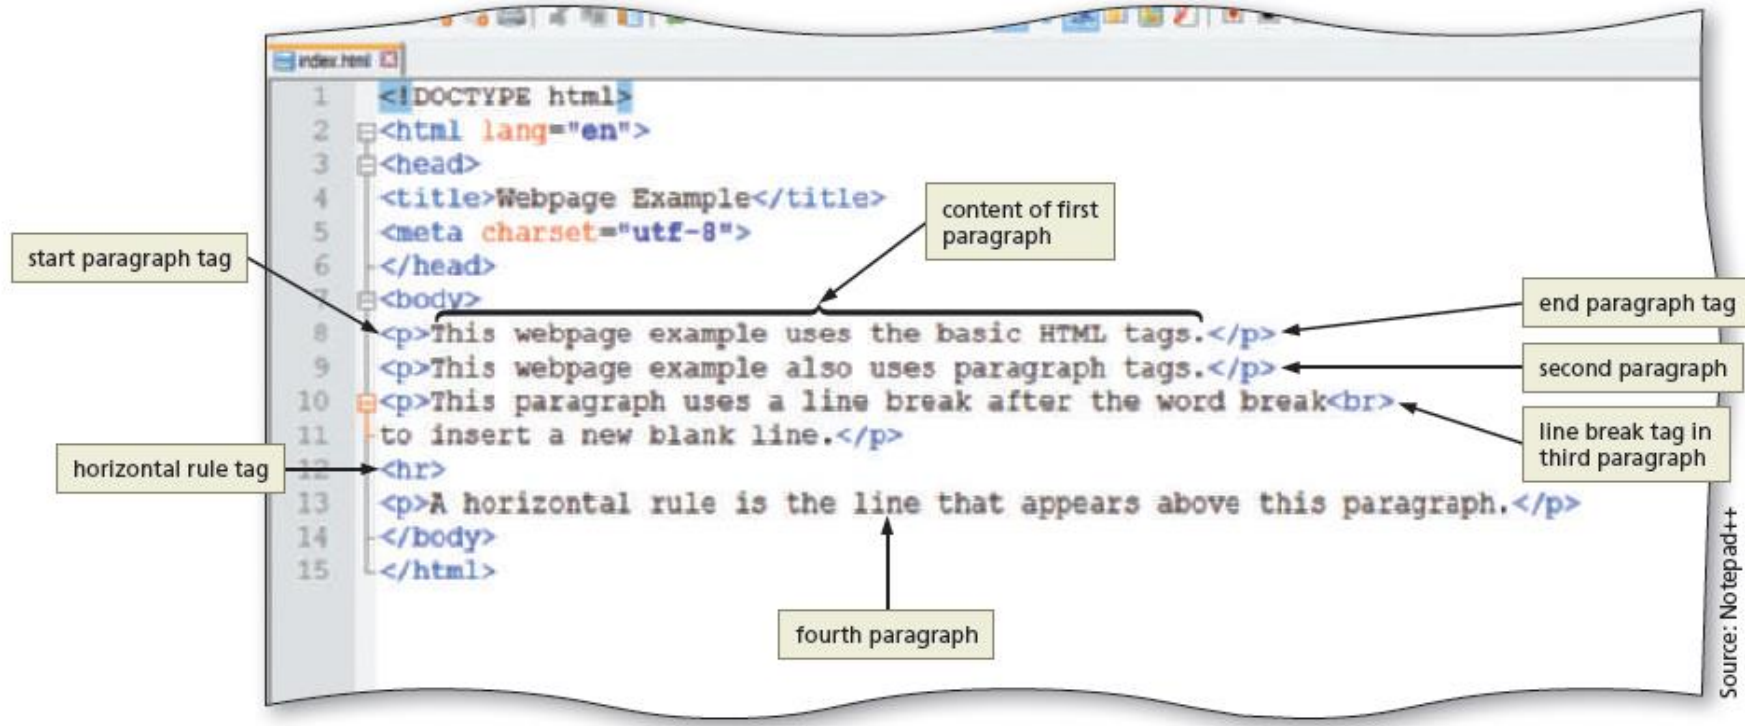 index.html
1 <!DOCTYPE html>
2 <html lang="en">
3 <head>
4 <title>Webpage Example</title>
5 <meta charset="utf-8">
6 </head>
7 <body>
8 <p>This webpage example uses the basic HTML tags.</p>
9 <p>This webpage example also uses paragraph tags.</p>
10 <p>This paragraph uses a line break after the word break<br>
11 to insert a new blank line.</p>
12 <hr>
13 <p>A horizontal rule is the line that appears above this paragraph.</p>
14 </body>
15 </html>
start paragraph tag
content of first
paragraph
end paragraph tag
second paragraph
line break tag in
third paragraph
horizontal rule tag
fourth paragraph
Source: Notepad++